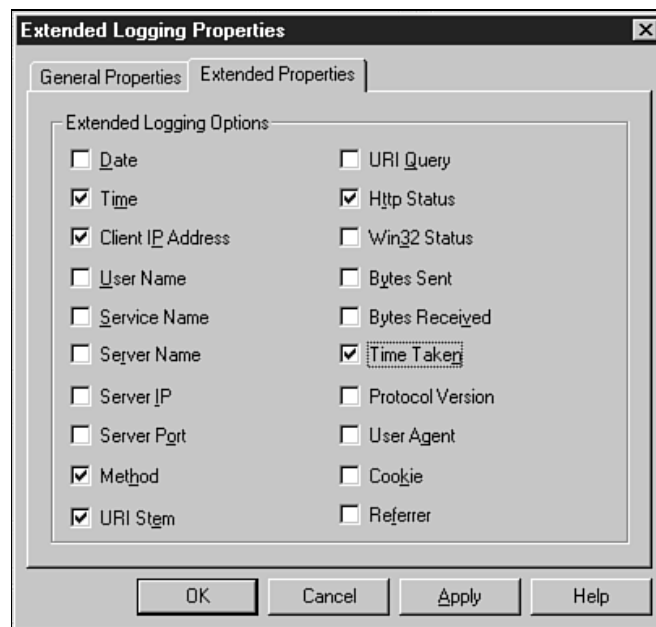 Extended Logging Properties
General Properties
Extended Properties
Extended Logging Options
Date
Time
Client IP Address
User Name
Service Name
Server Name
Server IP
Server Port
Method
URI Stem
URI Query
Http Status
Win32 Status
Bytes Sent
Bytes Received
Time Taken
Protocol Version
User Agent
Cookie
Referrer
OK
Cancel
Apply
Help